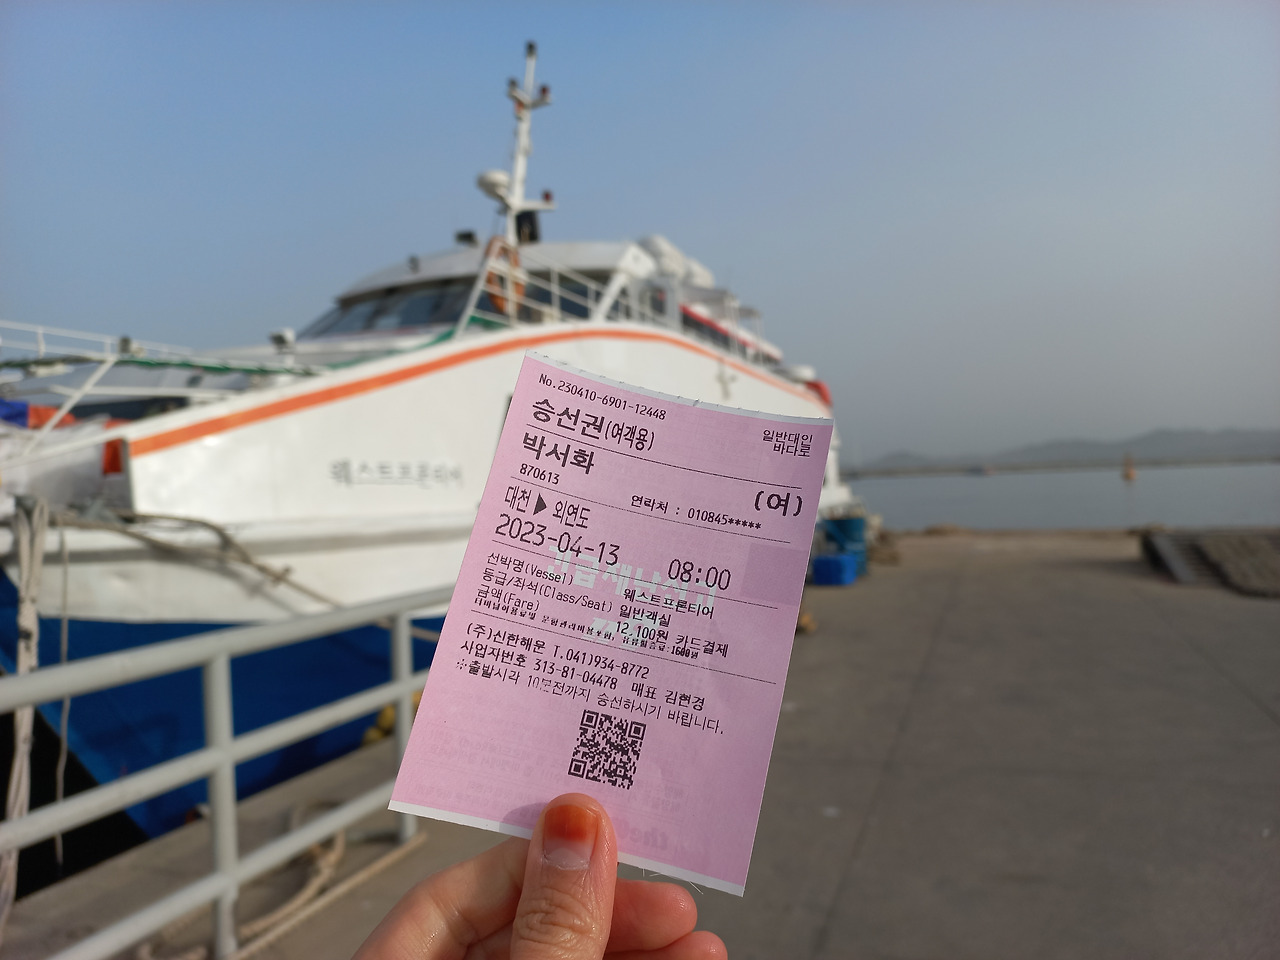 웨스트프론티어
No.230410-6901-12448
승선권(여객용)
일반대인
바다로
박서화
870613
(여)
연락처 : 010845*****
대천 ▶ 외연도
2023-04-13 08:00
선박명(Vessel) 웨스트프론티어
등급/좌석(Class/Seat) 일반객실
금액(Fare) 12,100원 카드결제
(주)신한해운 T.041)934-8772
사업자번호 313-81-04478 매표 김현경
※출발시각 10분전까지 승선하시기 바랍니다.